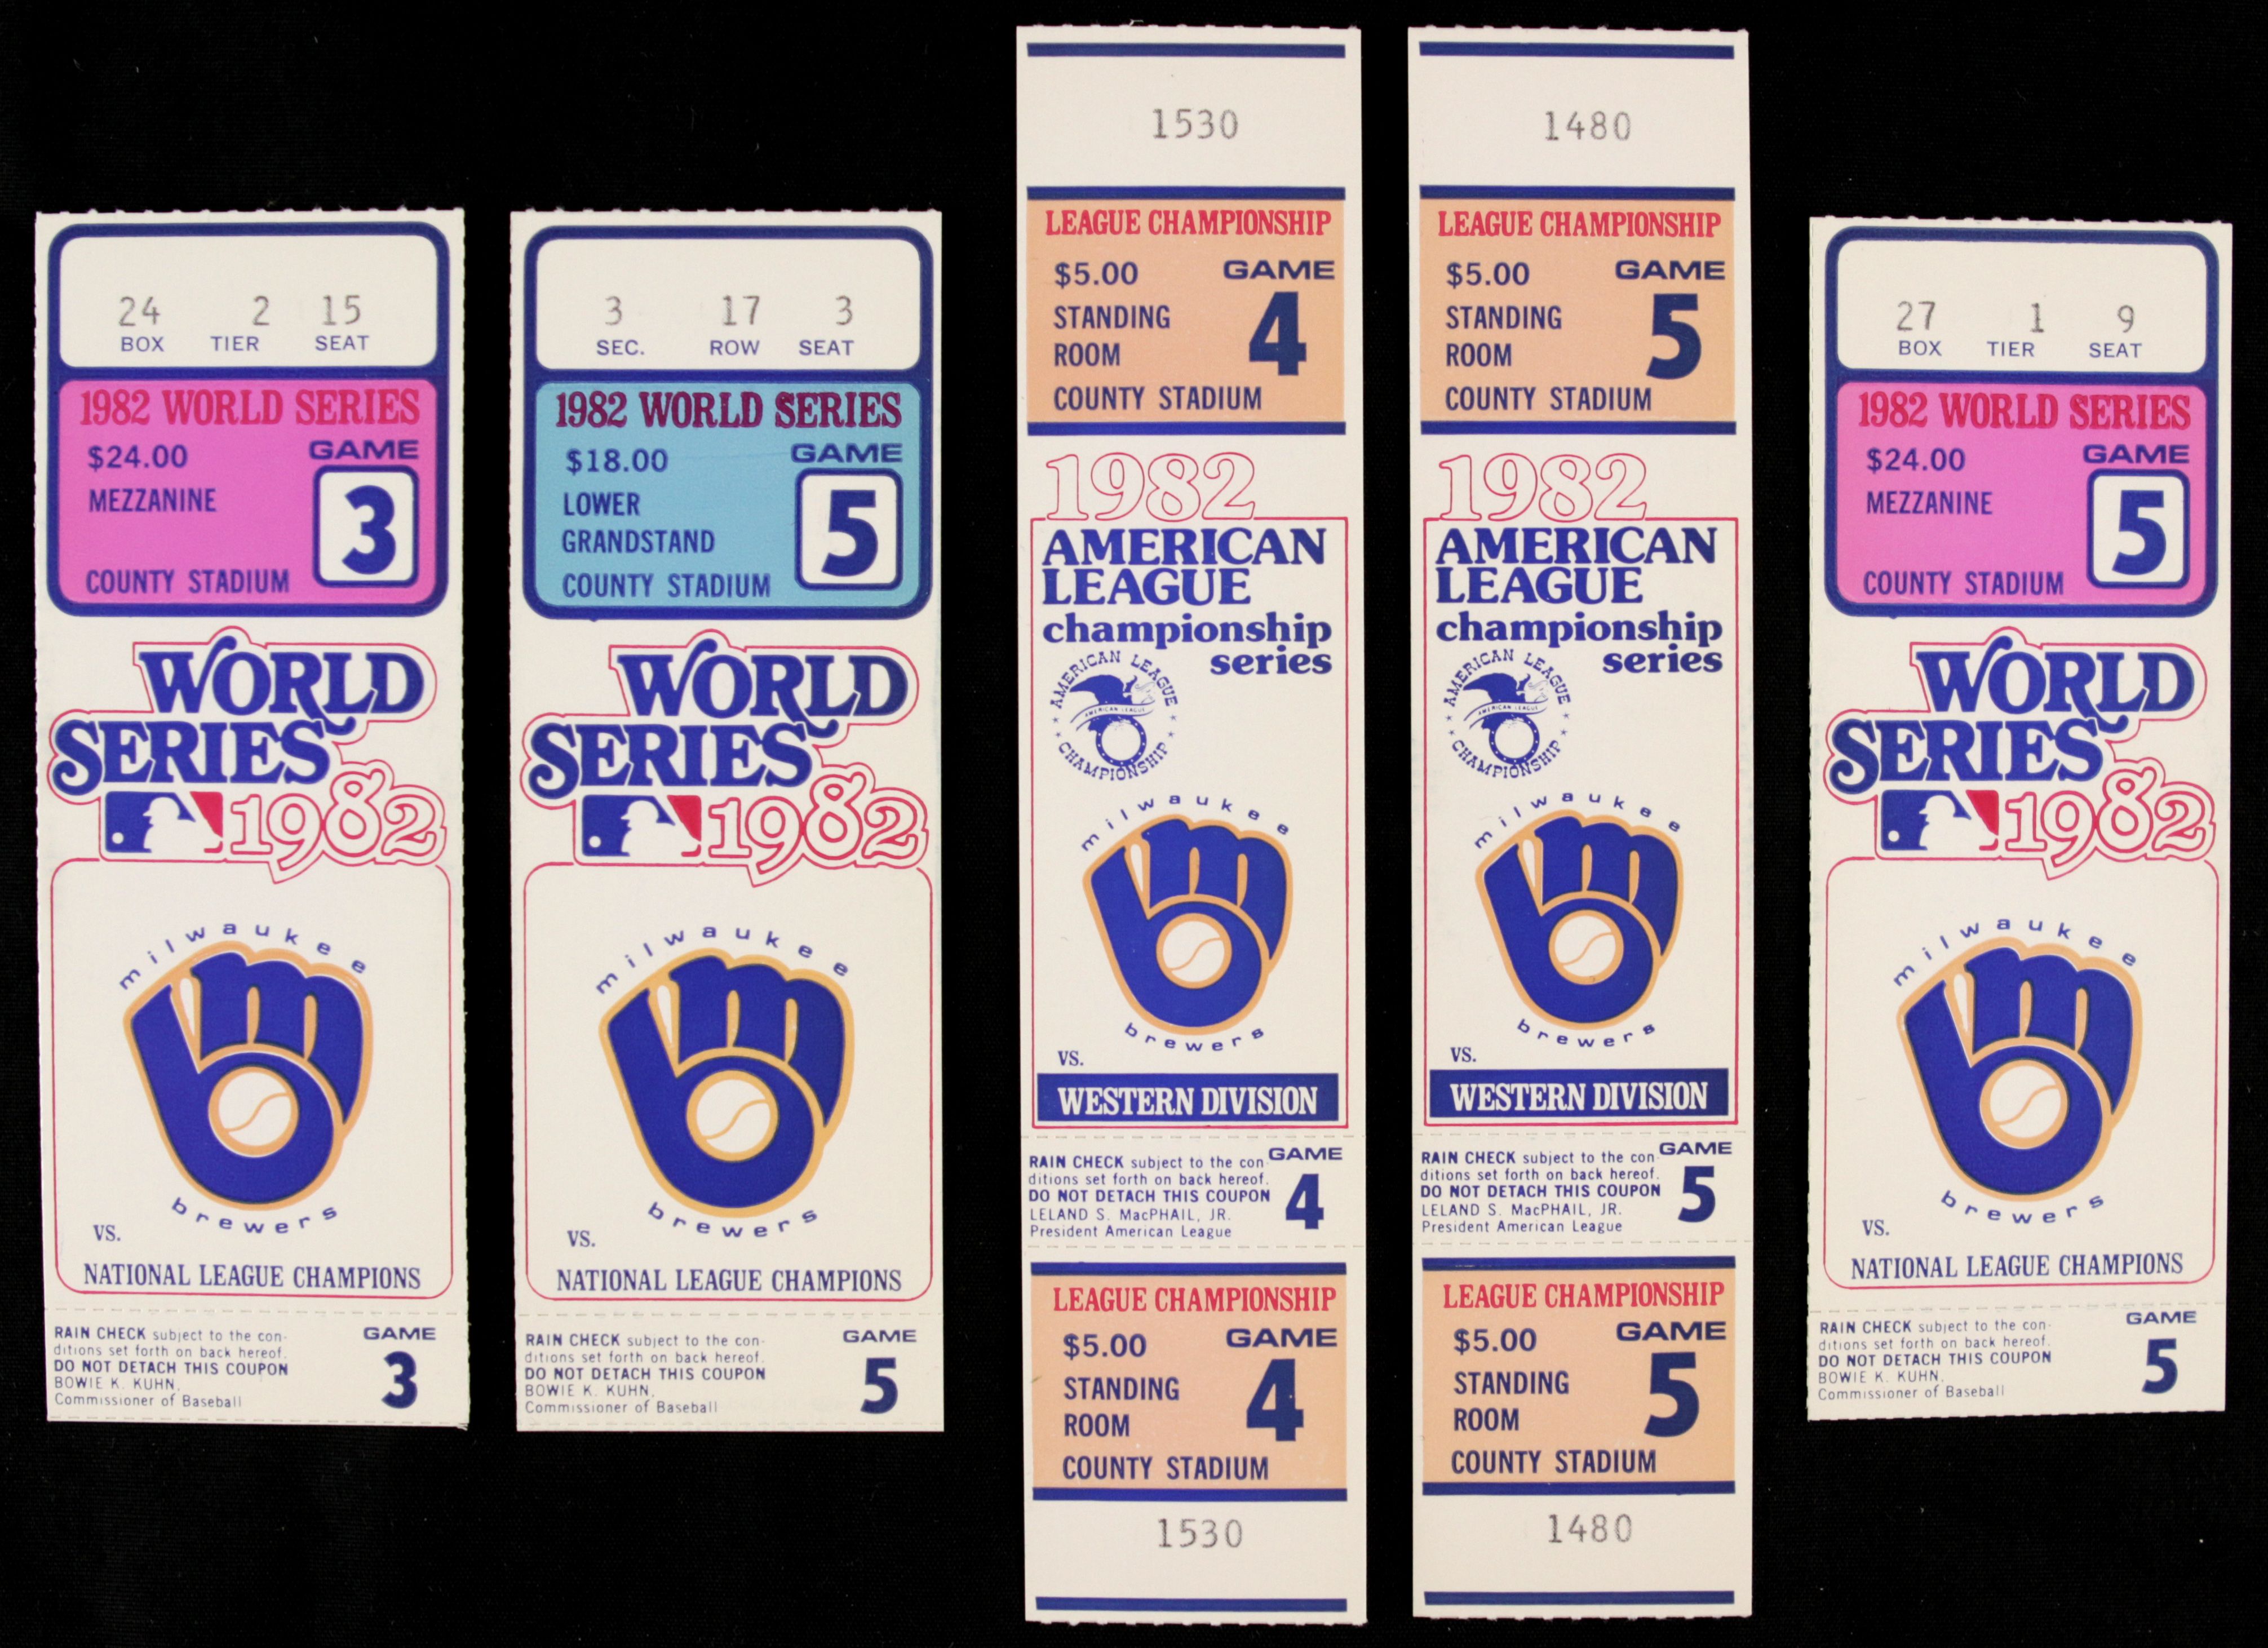 24 2 15
BOX TIER SEAT
1982 WORLD SERIES
$24.00 GAME
MEZZANINE 3
COUNTY STADIUM
WORLD
SERIES
1982
milwaukee
brewers
VS.
NATIONAL LEAGUE CHAMPIONS
RAIN CHECK subject to the con-
ditions set forth on back hereof.
DO NOT DETACH THIS COUPON
BOWIE K. KUHN,
Commissioner of Baseball
GAME
3
3 17 3
SEC. ROW SEAT
1982 WORLD SERIES
$18.00 GAME
LOWER 5
GRANDSTAND
COUNTY STADIUM
WORLD
SERIES
1982
milwaukee
brewers
VS.
NATIONAL LEAGUE CHAMPIONS
RAIN CHECK subject to the con-
ditions set forth on back hereof.
DO NOT DETACH THIS COUPON
BOWIE K. KUHN,
Commissioner of Baseball
GAME
5
1530
LEAGUE CHAMPIONSHIP
$5.00 GAME
STANDING 4
ROOM
COUNTY STADIUM
1982
AMERICAN
LEAGUE
championship
series
AMERICAN LEAGUE
AMERICAN LEAGUE
CHAMPIONSHIP
milwaukee
brewers
VS.
WESTERN DIVISION
RAIN CHECK subject to the con-
ditions set forth on back hereof.
DO NOT DETACH THIS COUPON
LELAND S. MacPHAIL, JR.
President American League
GAME
4
LEAGUE CHAMPIONSHIP
$5.00 GAME
STANDING 4
ROOM
COUNTY STADIUM
1530
1480
LEAGUE CHAMPIONSHIP
$5.00 GAME
STANDING 5
ROOM
COUNTY STADIUM
1982
AMERICAN
LEAGUE
championship
series
AMERICAN LEAGUE
AMERICAN LEAGUE
CHAMPIONSHIP
milwaukee
brewers
VS.
WESTERN DIVISION
RAIN CHECK subject to the con-
ditions set forth on back hereof.
DO NOT DETACH THIS COUPON
LELAND S. MacPHAIL, JR.
President American League
GAME
5
LEAGUE CHAMPIONSHIP
$5.00 GAME
STANDING 5
ROOM
COUNTY STADIUM
1480
27 1 9
BOX TIER SEAT
1982 WORLD SERIES
$24.00 GAME
MEZZANINE 5
COUNTY STADIUM
WORLD
SERIES
1982
milwaukee
brewers
VS.
NATIONAL LEAGUE CHAMPIONS
RAIN CHECK subject to the con-
ditions set forth on back hereof.
DO NOT DETACH THIS COUPON
BOWIE K. KUHN,
Commissioner of Baseball
GAME
5